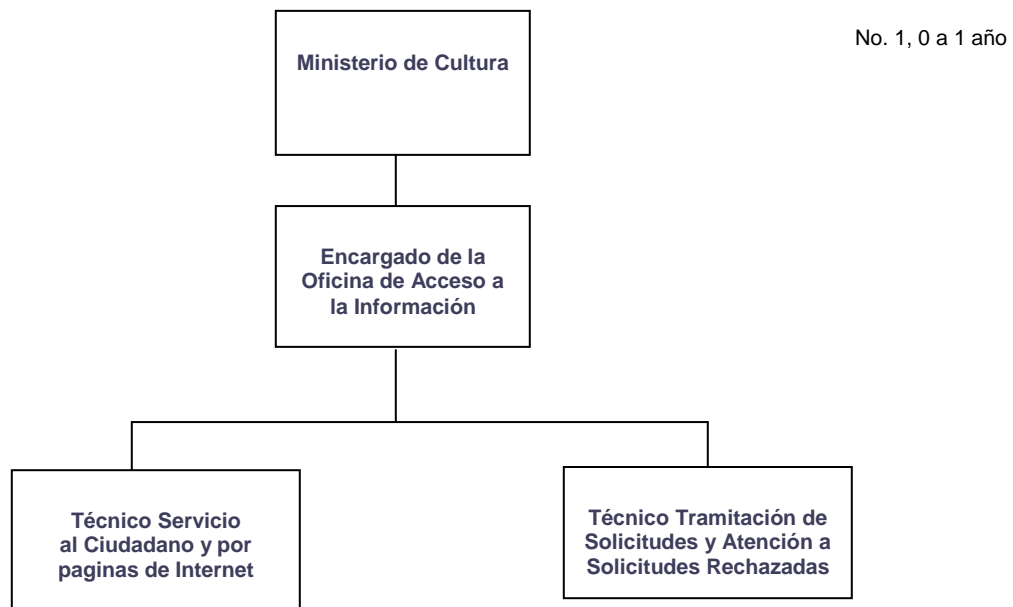 No. 1, 0 a 1 año
Ministerio de Cultura
Encargado de la
Oficina de Acceso a
la Información
Técnico Servicio
al Ciudadano y por
paginas de Internet
Técnico Tramitación de
Solicitudes y Atención a
Solicitudes Rechazadas